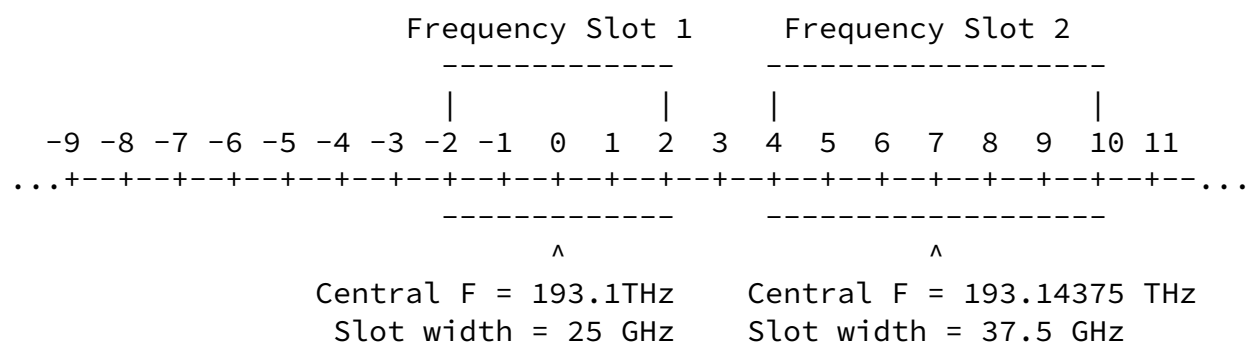 Frequency Slot 1     Frequency Slot 2
-------------     -------------------
|           |     |                 |
-9 -8 -7 -6 -5 -4 -3 -2 -1  0  1  2  3  4  5  6  7  8  9  10 11
...+--+--+--+--+--+--+--+--+--+--+--+--+--+--+--+--+--+--+--+--+--...
-------------     -------------------
^                    ^
Central F = 193.1THz    Central F = 193.14375 THz
Slot width = 25 GHz    Slot width = 37.5 GHz